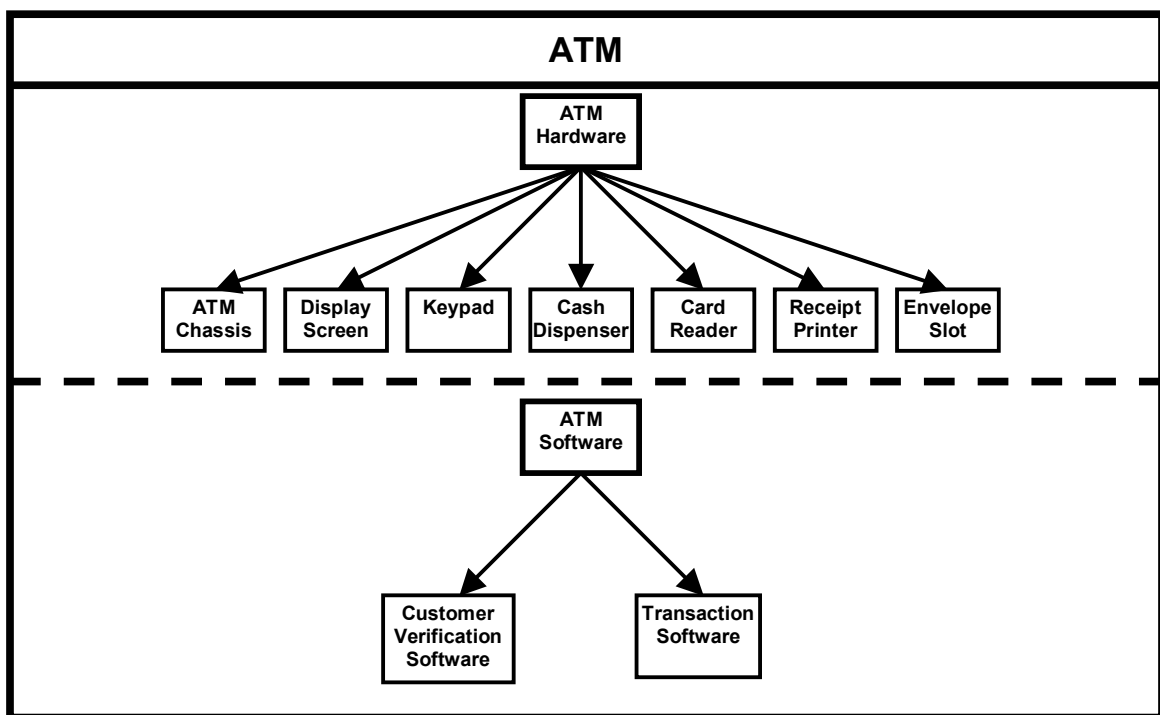 ATM
ATM
Hardware
ATM
Chassis
Display
Screen
Keypad
Cash
Dispenser
Card
Reader
Receipt
Printer
Envelope
Slot
ATM
Software
Customer
Verification
Software
Transaction
Software